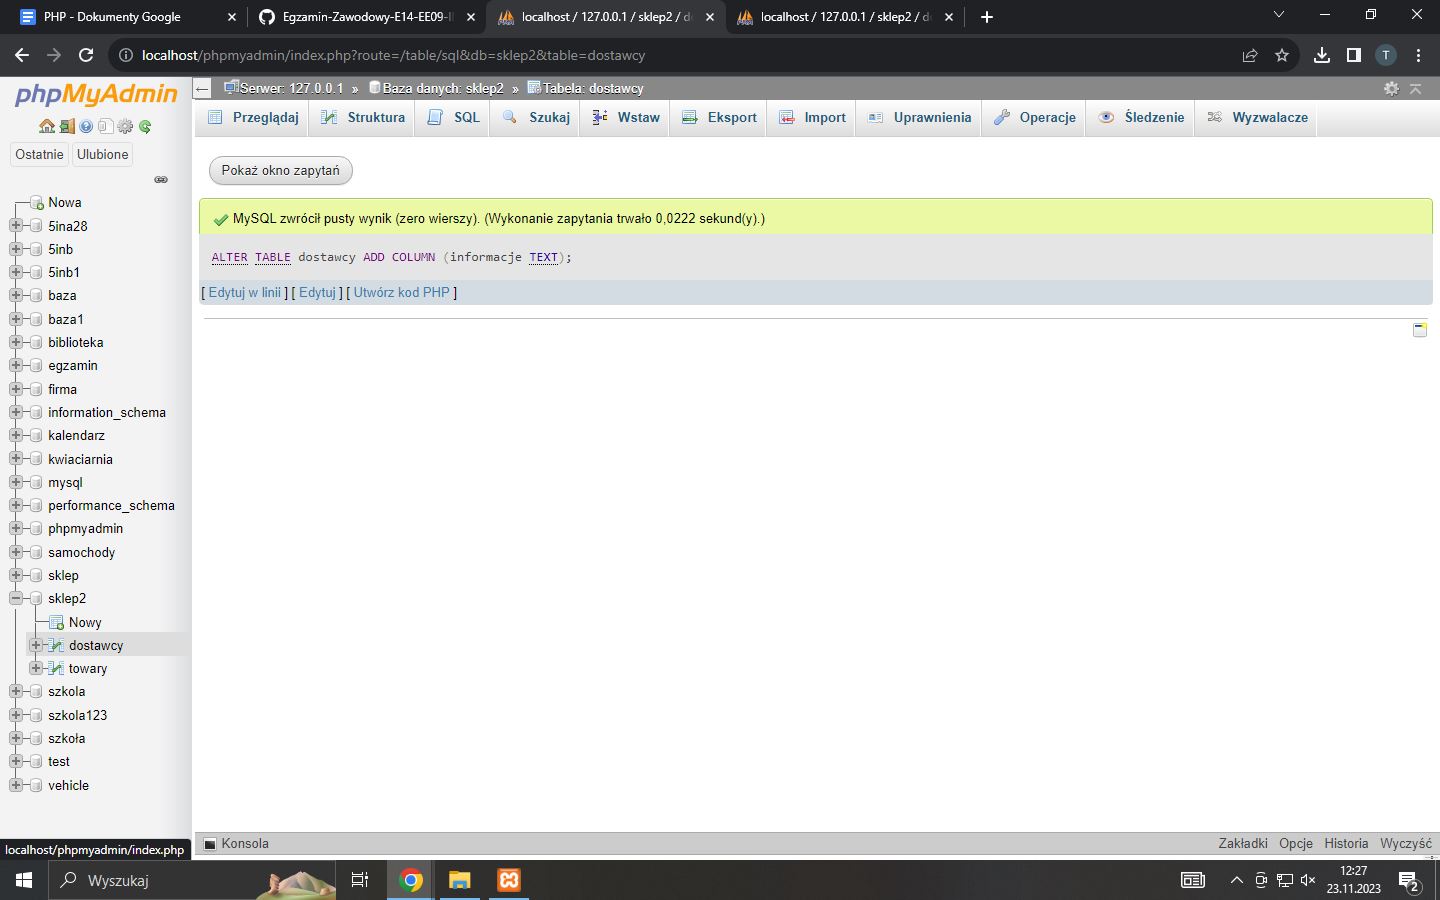 PHP - Dokumenty Google
Egzamin-Zawodowy-E14-EE09-I
localhost / 127.0.0.1 / sklep2 / d
localhost / 127.0.0.1 / sklep2 / d
localhost/phpmyadmin/index.php?route=/table/sql&db=sklep2&table=dostawcy
T
phpMyAdmin
Serwer: 127.0.0.1 » Baza danych: sklep2 » Tabela: dostawcy
Przeglądaj Struktura SQL Szukaj Wstaw Eksport Import Uprawnienia Operacje Śledzenie Wyzwalacze
Ostatnie Ulubione
Nowa
5ina28
5inb
5inb1
baza
baza1
biblioteka
egzamin
firma
information_schema
kalendarz
kwiaciarnia
mysql
performance_schema
phpmyadmin
samochody
sklep
sklep2
Nowy
dostawcy
towary
szkola
szkola123
szkoła
test
vehicle
localhost/phpmyadmin/index.php
Pokaż okno zapytań
MySQL zwrócił pusty wynik (zero wierszy). (Wykonanie zapytania trwało 0,0222 sekund(y).)
ALTER TABLE dostawcy ADD COLUMN (informacje TEXT);
[ Edytuj w linii ] [ Edytuj ] [ Utwórz kod PHP ]
Konsola
Zakładki Opcje Historia Wyczyść
Wyszukaj
12:27
23.11.2023
2